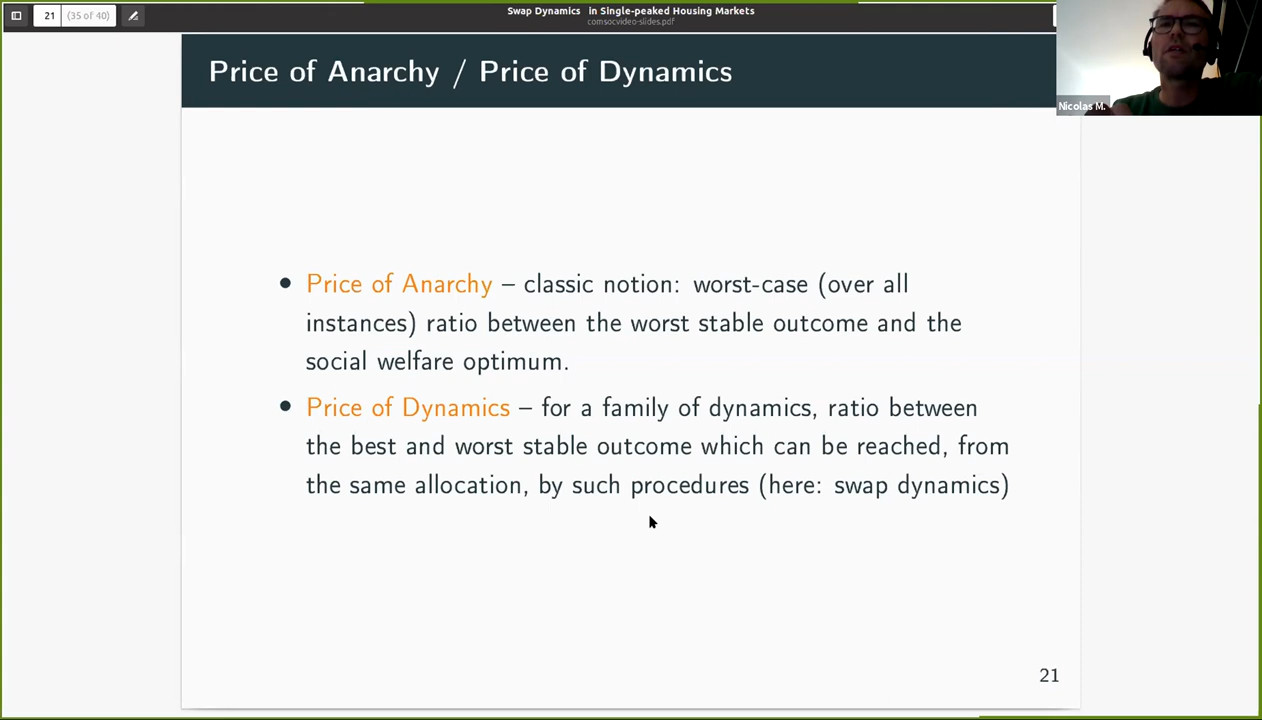 21 (35 of 40)
Swap Dynamics in Single-peaked Housing Markets
comsocvideo-slides.pdf
Price of Anarchy / Price of Dynamics
Nicolas M.
• Price of Anarchy – classic notion: worst-case (over all
instances) ratio between the worst stable outcome and the
social welfare optimum.
• Price of Dynamics – for a family of dynamics, ratio between
the best and worst stable outcome which can be reached, from
the same allocation, by such procedures (here: swap dynamics)
21